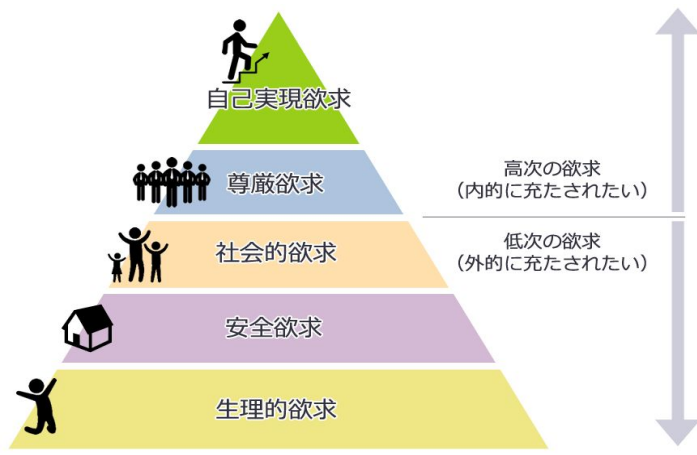 自己実現欲求
尊厳欲求
高次の欲求
（内的に充たされたい）
社会的欲求
低次の欲求
（外的に充たされたい）
安全欲求
生理的欲求